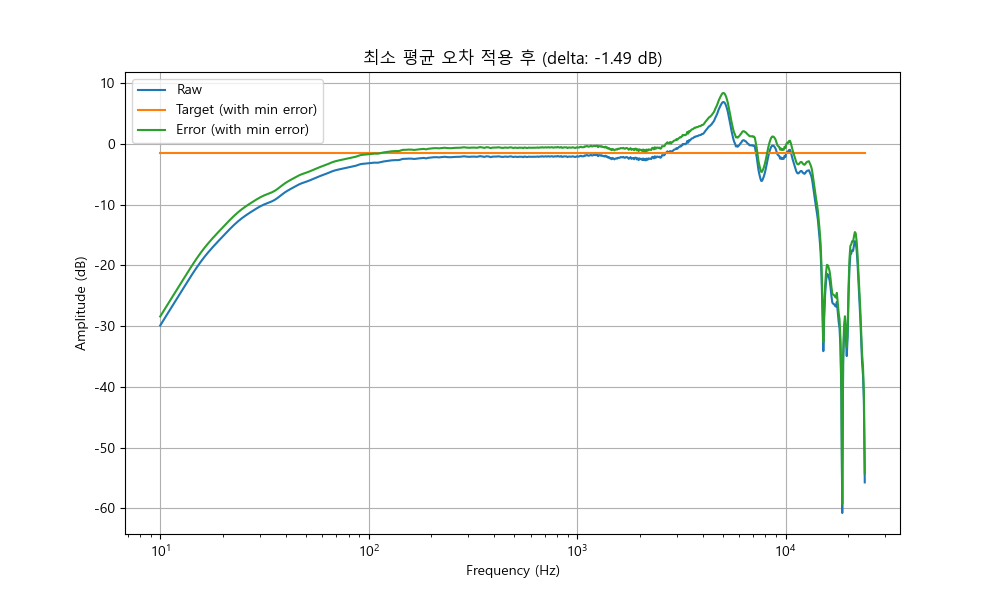 최소 평균 오차 적용 후 (delta: -1.49 dB)
Raw
Target (with min error)
Error (with min error)
10
0
-10
-20
-30
-40
-50
-60
Amplitude (dB)
10¹
10²
10³
10⁴
Frequency (Hz)